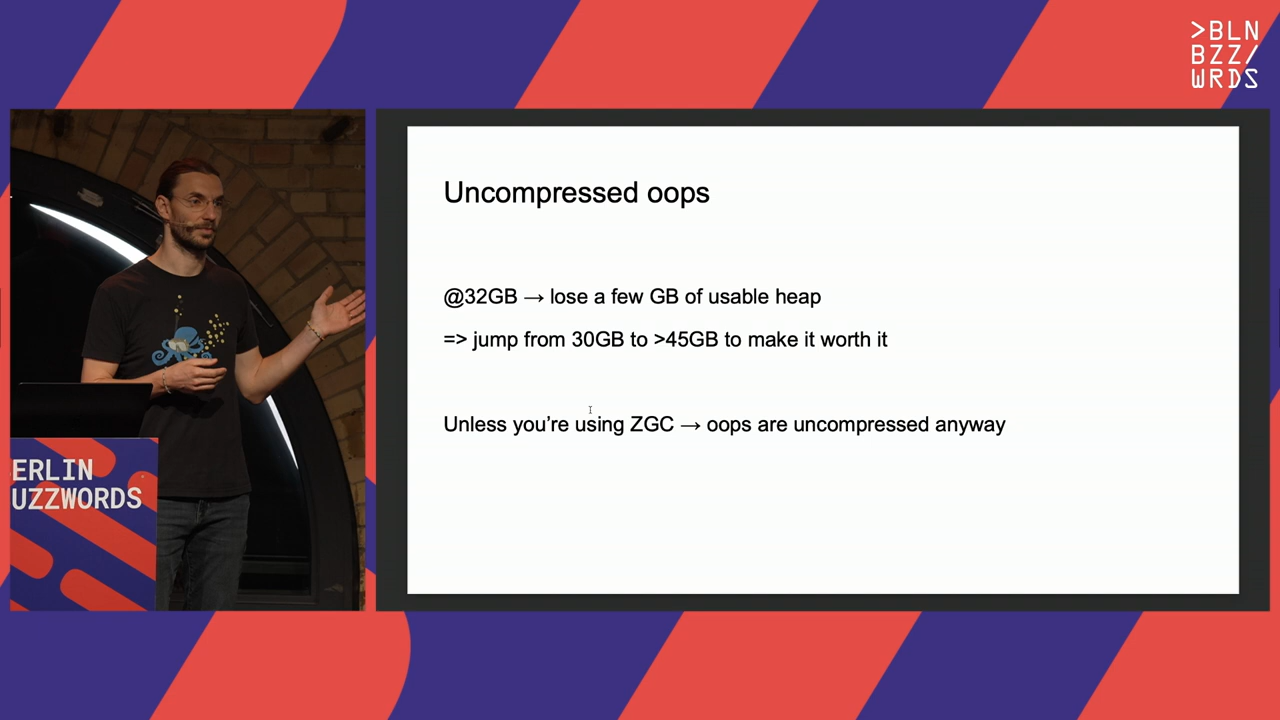 >BLN
BZZ/
WRDS
Uncompressed oops
@32GB → lose a few GB of usable heap
=> jump from 30GB to >45GB to make it worth it
Unless you’re using ZGC → oops are uncompressed anyway
ERLIN
UZZWORDS